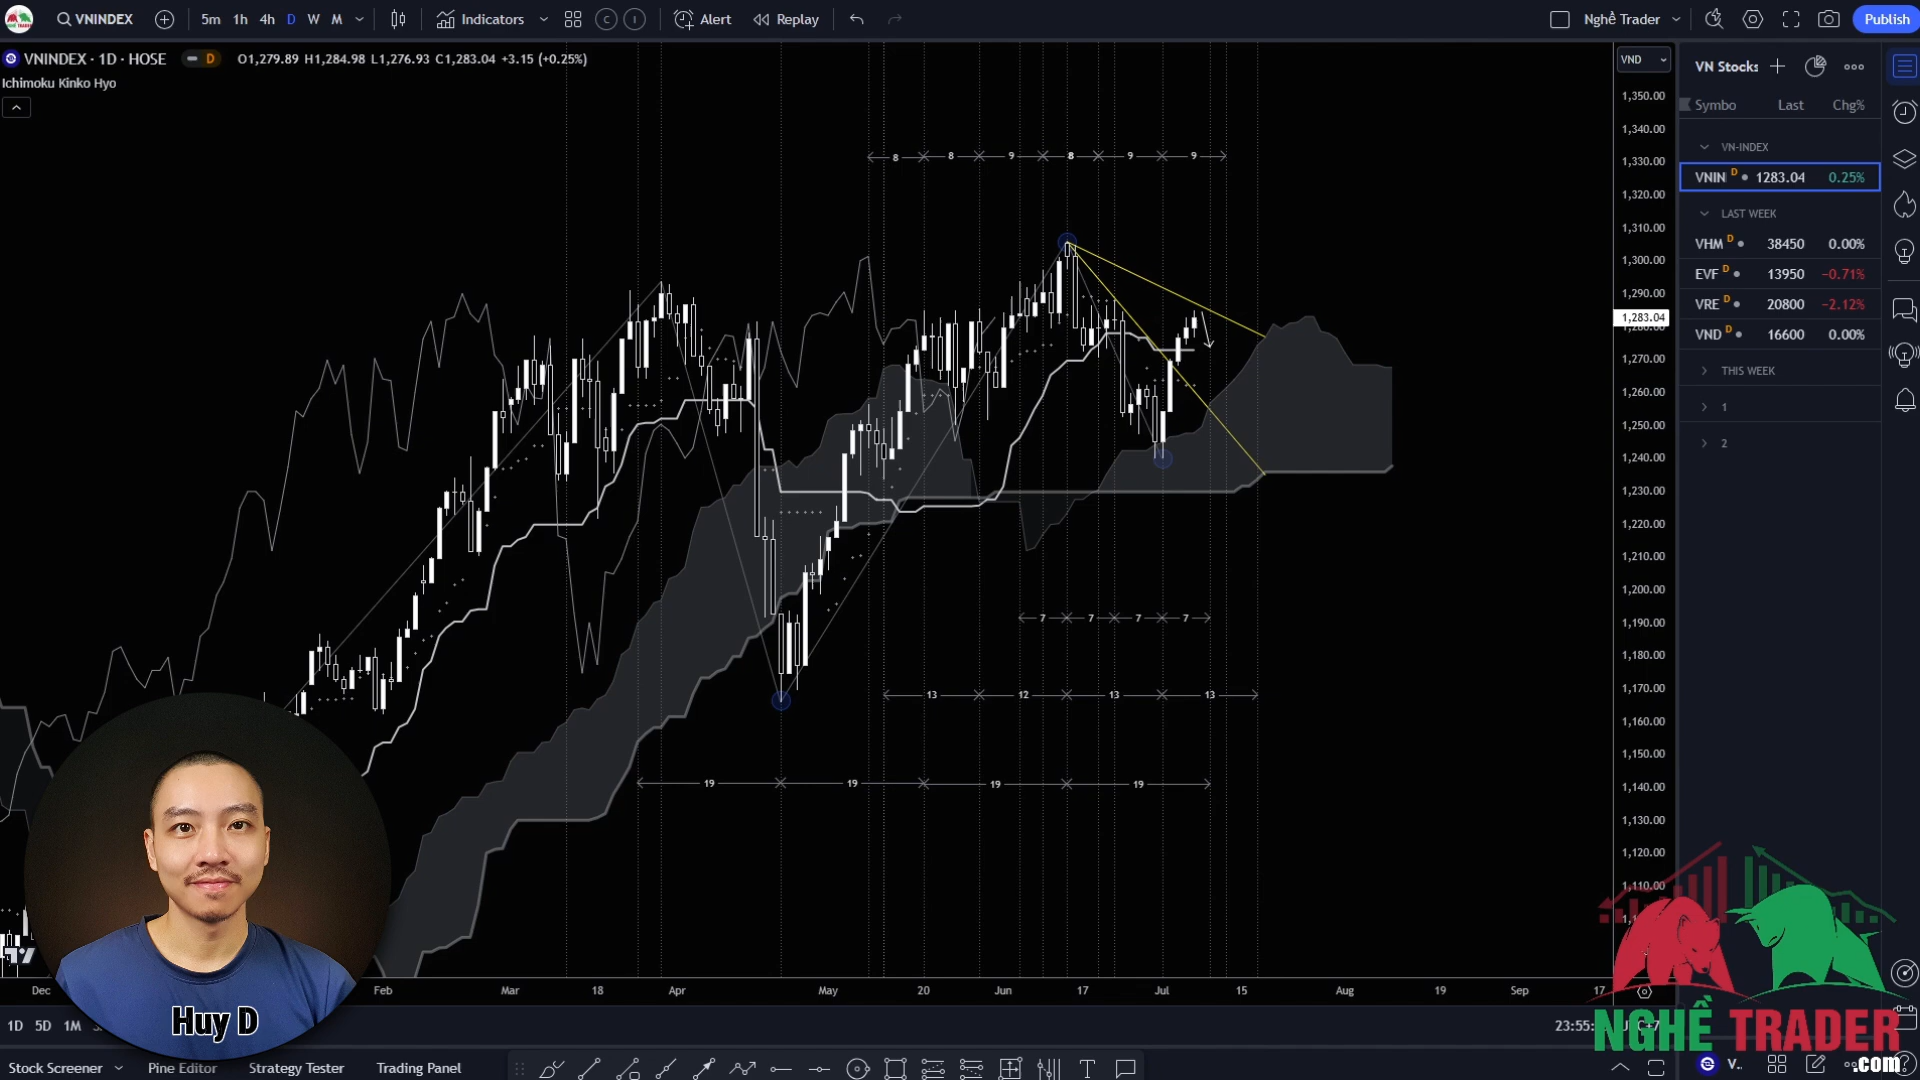 VNINDEX 5m 1h 4h D W M Indicators C I Alert Replay Nghề Trader Publish
VNINDEX · 1D · HOSE D O1,279.89 H1,284.98 L1,276.93 C1,283.04 +3.15 (+0.25%)
Ichimoku Kinko Hyo
VND
1,350.00
1,340.00
1,330.00
1,320.00
1,310.00
1,300.00
1,290.00
1,283.04
1,280.00
1,270.00
1,260.00
1,250.00
1,240.00
1,230.00
1,220.00
1,210.00
1,200.00
1,190.00
1,180.00
1,170.00
1,160.00
1,150.00
1,140.00
1,130.00
1,120.00
1,110.00
8 8 9 8 9 9
7 7 7 7
13 12 13 13
19 19 19 19
VN Stocks
Symbo Last Chg%
VN-INDEX
VNIN D 1283.04 0.25%
LAST WEEK
VHM D 38450 0.00%
EVF D 13950 −0.71%
VRE D 20800 −2.12%
VND D 16600 0.00%
THIS WEEK
1
2
Dec Feb Mar 18 Apr May 20 Jun 17 Jul 15 Aug 19 Sep 17
1D 5D 1M
23:55:
Huy D
NGHỀ TRADER
.com
Stock Screener Pine Editor Strategy Tester Trading Panel
V...